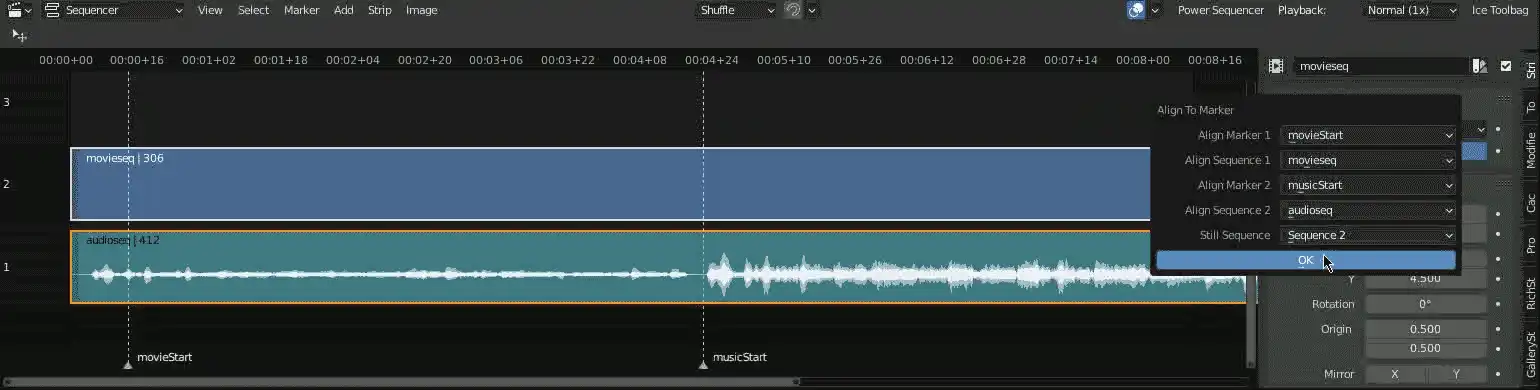 Sequencer View Select Marker Add Strip Image Shuffle Power Sequencer Playback: Normal (1x) Ice Toolbag
00:00+00 00:00+16 00:01+02 00:01+18 00:02+04 00:02+20 00:03+06 00:03+22 00:04+08 00:04+24 00:05+10 00:05+26 00:06+12 00:06+28 00:07+14 00:08+00 00:08+16
movieseq
Stri
3
To
Align To Marker
Align Marker 1 movieStart
Modifie
movieseq | 306
Align Sequence 1 movieseq
2
Align Marker 2 musicStart
Cac
Align Sequence 2 audioseq
audioseq | 412
Still Sequence Sequence 2
Pro
1
OK
Y 4.500
RichSt
Rotation 0°
Origin 0.500
0.500
GallerySt
movieStart
musicStart
Mirror X Y